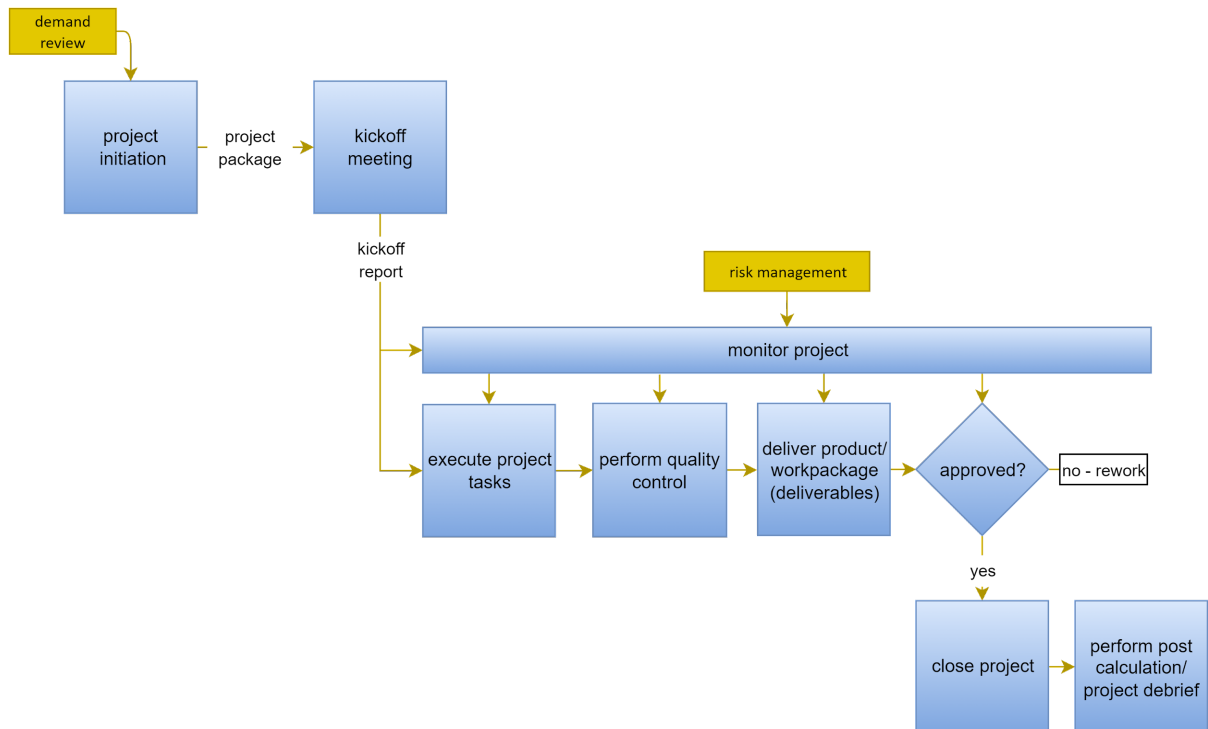 demand
review
project
initiation
project
package
kickoff
meeting
kickoff
report
risk management
monitor project
execute project
tasks
perform quality
control
deliver product/
workpackage
(deliverables)
approved?
no - rework
yes
close project
perform post
calculation/
project debrief